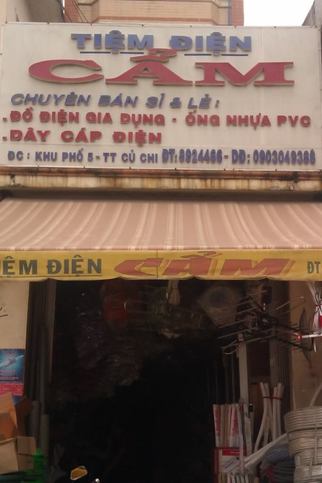 TIỆM ĐIỆN
CẨM
CHUYÊN BÁN SỈ & LẺ:
.ĐỒ ĐIỆN GIA DỤNG - ỐNG NHỰA PVC
.DÂY CÁP ĐIỆN
ĐC: KHU PHỐ 5 - TT CỦ CHI ĐT: 8924466 - DĐ: 0903049368
IỆM ĐIỆN CẨM ĐT